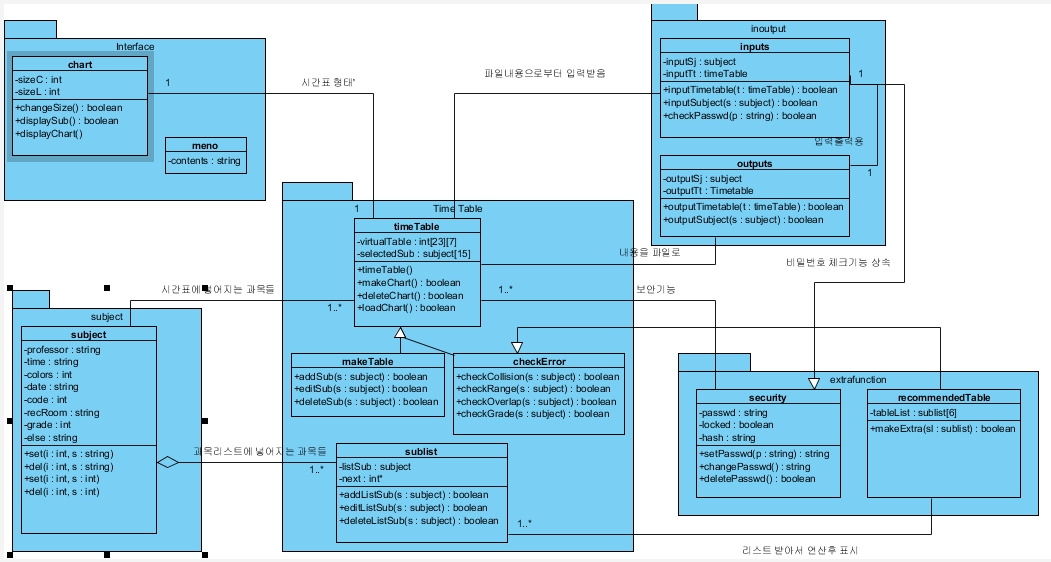 Interface
chart
-sizeC : int
-sizeL : int
+changeSize() : boolean
+displaySub() : boolean
+displayChart()
meno
-contents : string
1
시간표 형태*
파일내용으로부터 입력받음
inoutput
inputs
-inputSj : subject
-inputTt : timeTable
+inputTimetable(t : timeTable) : boolean
+inputSubject(s : subject) : boolean
+checkPasswd(p : string) : boolean
1
입력출력용
outputs
-outputSj : subject
-outputTt : Timetable
+outputTimetable(t : timeTable) : boolean
+outputSubject(s : subject) : boolean
1
1
Time Table
timeTable
-virtualTable : int[23][7]
-selectedSub : subject[15]
+timeTable()
+makeChart() : boolean
+deleteChart() : boolean
+loadChart() : boolean
내용을 파일로
비밀번호 체크기능 상속
시간표에 넣어지는 과목들
1..*
1..*
보안기능
subject
subject
-professor : string
-time : string
-colors : int
-date : string
-code : int
-recRoom : string
-grade : int
-else : string
+set(i : int, s : string)
+del(i : int, s : string)
+set(i : int, s : int)
+del(i : int, s : int)
makeTable
+addSub(s : subject) : boolean
+editSub(s : subject) : boolean
+deleteSub(s : subject) : boolean
checkError
+checkCollision(s : subject) : boolean
+checkRange(s : subject) : boolean
+checkOverlap(s : subject) : boolean
+checkGrade(s : subject) : boolean
extrafunction
security
-passwd : string
-locked : boolean
-hash : string
+setPasswd(p : string) : string
+changePasswd() : string
+deletePasswd() : boolean
recommendedTable
-tableList : sublist[6]
+makeExtra(sl : sublist) : boolean
과목리스트에 넣어지는 과목들
1..*
sublist
-listSub : subject
-next : int*
+addListSub(s : subject) : boolean
+editListSub(s : subject) : boolean
+deleteListSub(s : subject) : boolean
1..*
리스트 받아서 연산후 표시